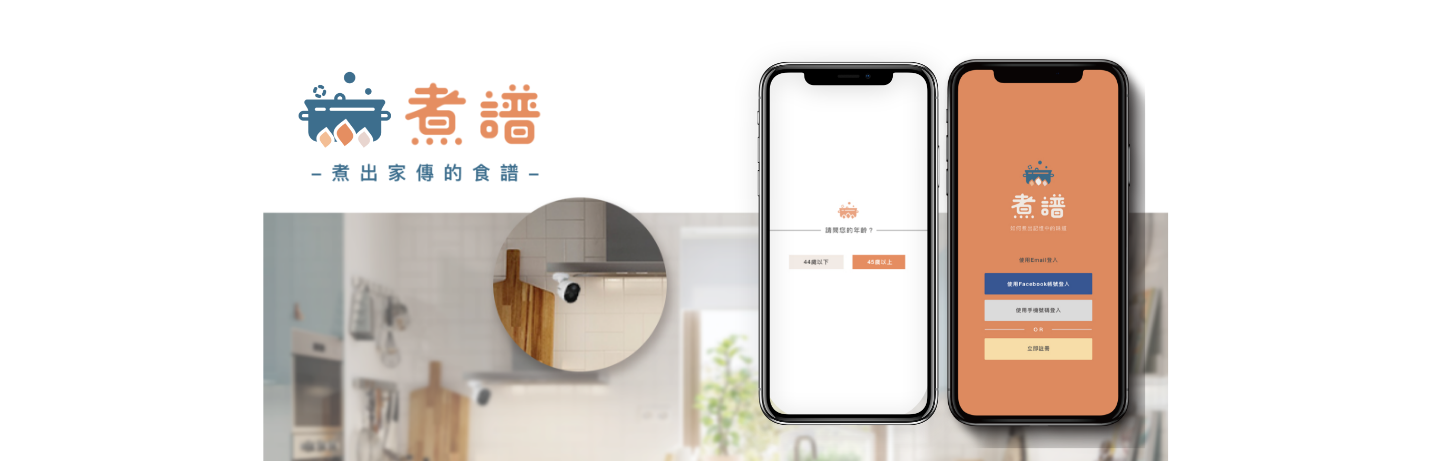 煮譜
–煮出家傳的食譜–
請問您的年齡？
44歲以下
45歲以上
煮譜
使用Email登入
使用Facebook帳號登入
使用手機號碼登入
立即註冊